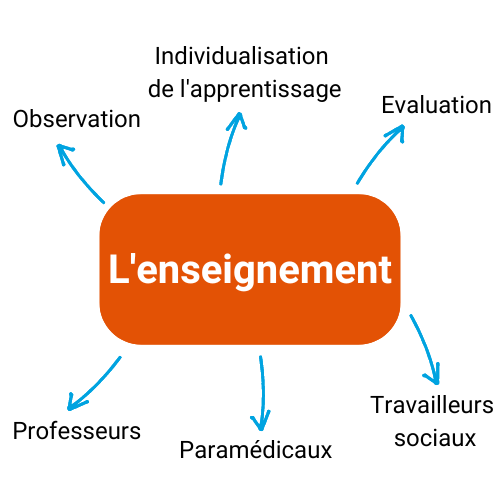 Individualisation
de l'apprentissage
Evaluation
Observation
L'enseignement
Professeurs
Paramédicaux
Travailleurs
sociaux